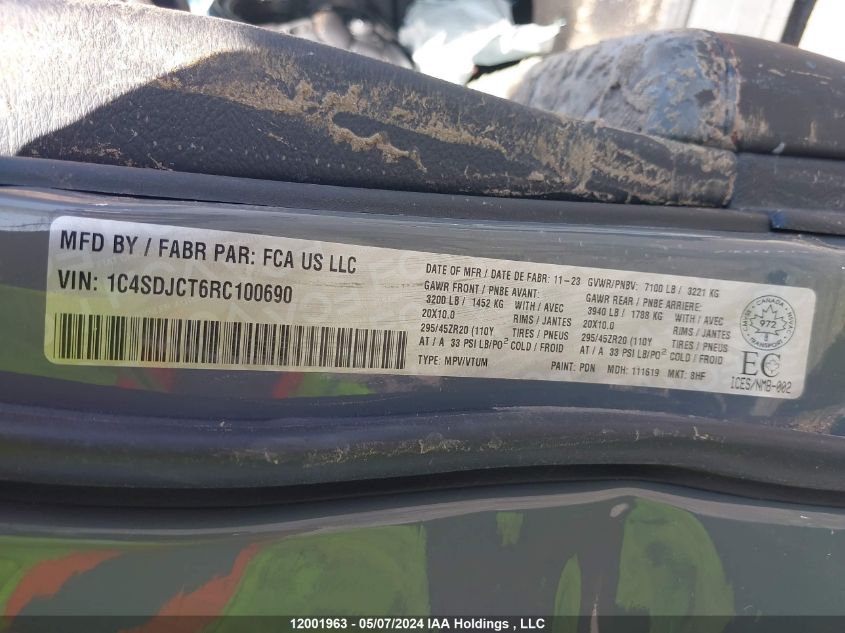 MFD BY / FABR PAR: FCA US LLC
VIN: 1C4SDJCT6RC100690
DATE OF MFR / DATE DE FABR: 11-23 GVWR/PNBV: 7100 LB / 3221 KG
GAWR FRONT / PNBE AVANT: GAWR REAR / PNBE ARRIERE:
3200 LB / 1452 KG WITH / AVEC 3940 LB / 1788 KG WITH / AVEC
20X10.0 RIMS / JANTES 20X10.0 RIMS / JANTES
295/45ZR20 (110Y TIRES / PNEUS 295/45ZR20 (110Y TIRES / PNEUS
AT / A 33 PSI LB/PO² COLD / FROID AT / A 33 PSI LB/PO² COLD / FROID
TYPE: MPV/VTUM PAINT: PDN MDH: 111619 MKT: 8HF
CANADA
972
TRANSPORT
EC
ICES/NMB-002
12001963 - 05/07/2024 IAA Holdings , LLC